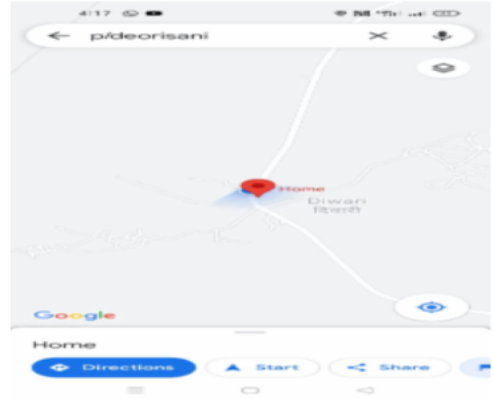 4:17
p/deorisani
Home
Diwari
दिवारी
Google
Home
Directions
Start
Share